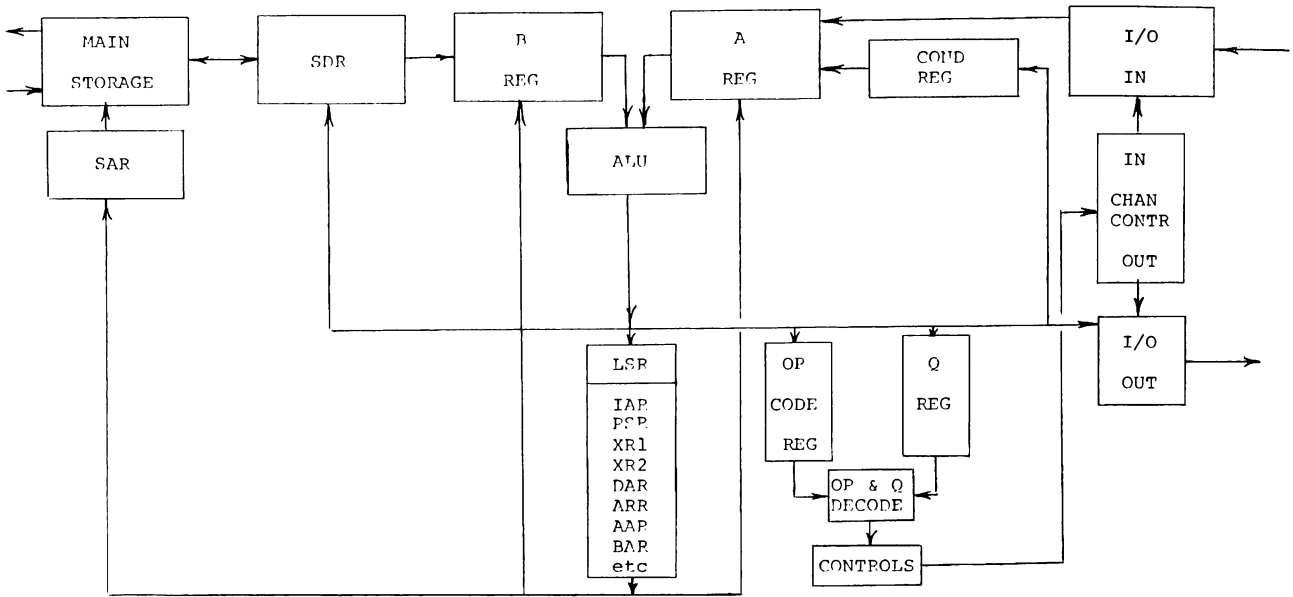 MAIN
STORAGE
SDR
B
REG
A
REG
COND
REG
I/O
IN
SAR
ALU
IN
CHAN
CONTR
OUT
I/O
OUT
LSR
IAR
PSR
XR1
XR2
DAR
ARR
AAR
BAR
etc
OP
CODE
REG
Q
REG
OP & Q
DECODE
CONTROLS